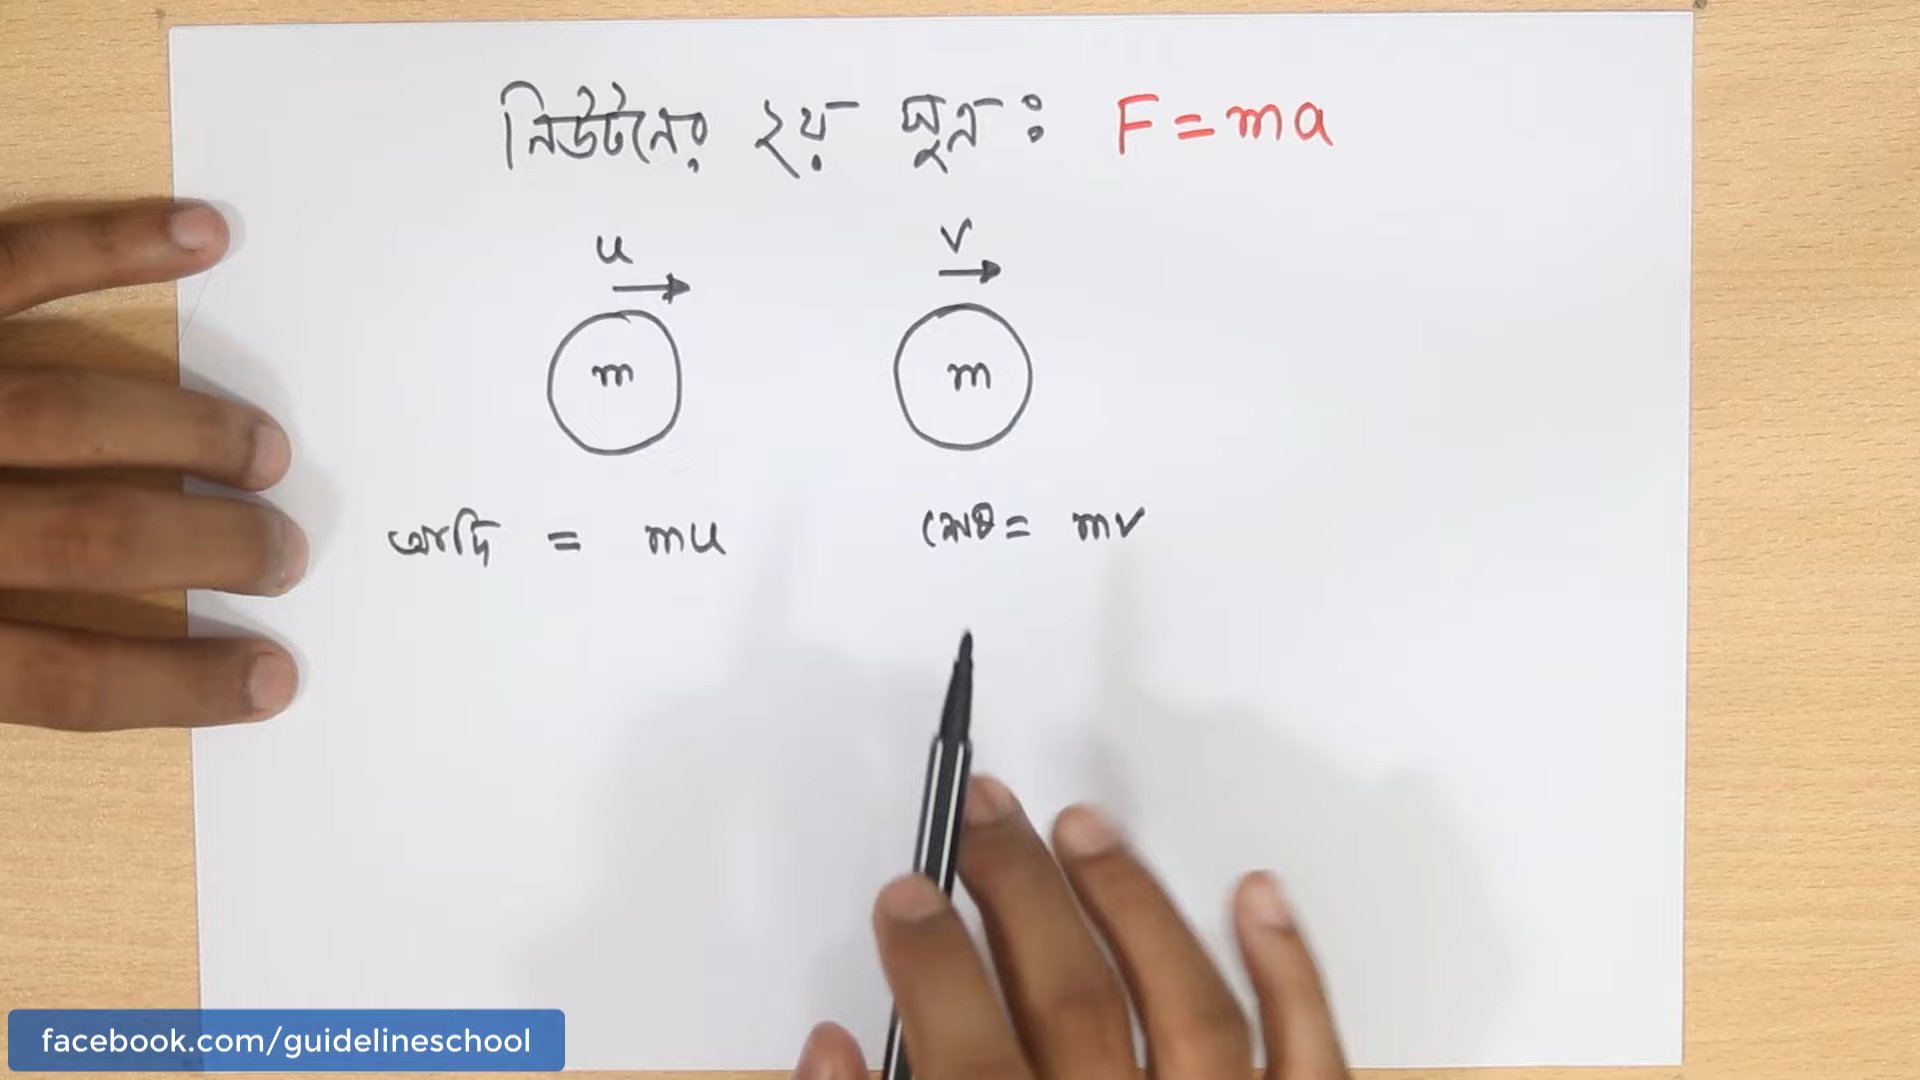 নিউটনের ২য় সূত্র : F = ma
u v
m m
আদি = mu শেষ = mv
facebook.com/guidelineschool